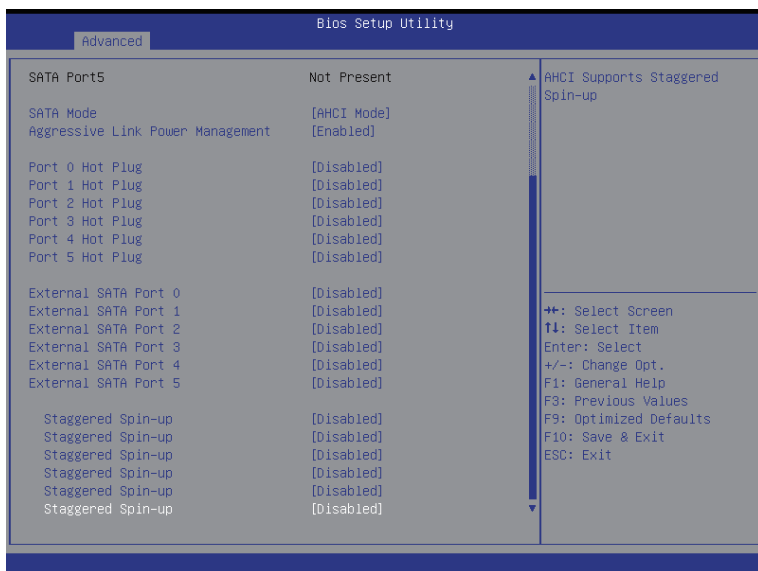 Bios Setup Utility
Advanced
SATA Port5 Not Present
SATA Mode [AHCI Mode]
Aggressive Link Power Management [Enabled]
Port 0 Hot Plug [Disabled]
Port 1 Hot Plug [Disabled]
Port 2 Hot Plug [Disabled]
Port 3 Hot Plug [Disabled]
Port 4 Hot Plug [Disabled]
Port 5 Hot Plug [Disabled]
External SATA Port 0 [Disabled]
External SATA Port 1 [Disabled]
External SATA Port 2 [Disabled]
External SATA Port 3 [Disabled]
External SATA Port 4 [Disabled]
External SATA Port 5 [Disabled]
Staggered Spin-up [Disabled]
Staggered Spin-up [Disabled]
Staggered Spin-up [Disabled]
Staggered Spin-up [Disabled]
Staggered Spin-up [Disabled]
Staggered Spin-up [Disabled]
AHCI Supports Staggered
Spin-up
→←: Select Screen
↑↓: Select Item
Enter: Select
+/-: Change Opt.
F1: General Help
F3: Previous Values
F9: Optimized Defaults
F10: Save & Exit
ESC: Exit